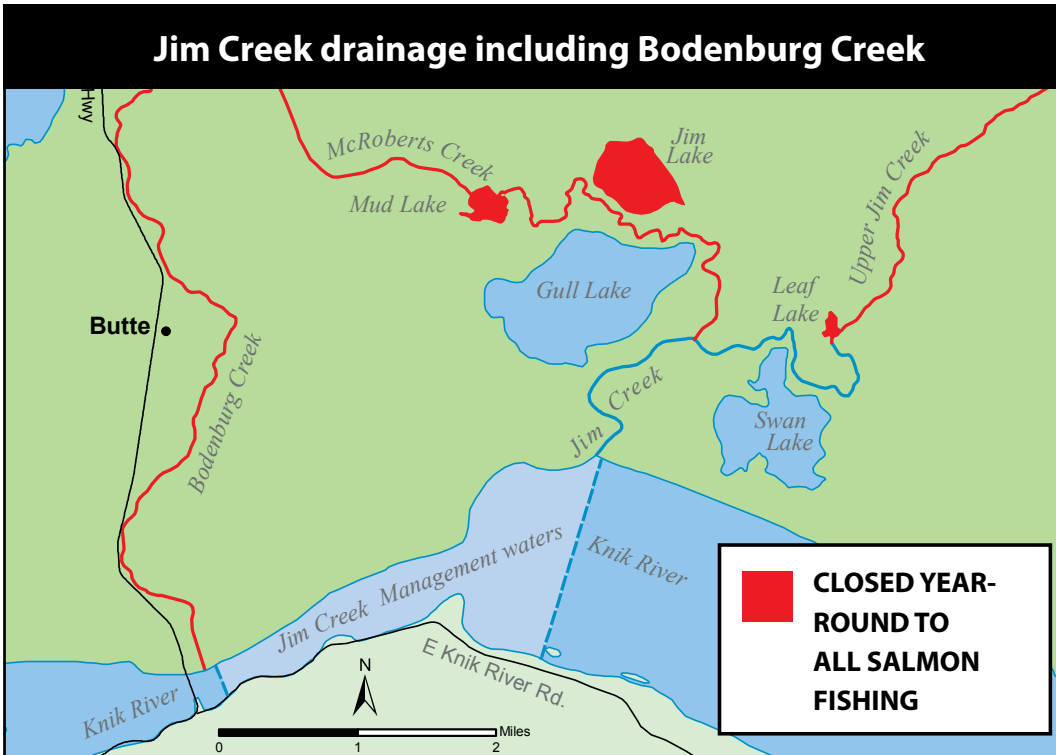 Jim Creek drainage including Bodenburg Creek
Hwy
McRoberts Creek
Jim
Lake
Mud Lake
Upper Jim Creek
Gull Lake
Leaf
Lake
Butte
Bodenburg Creek
Jim Creek
Swan
Lake
Jim Creek Management waters
Knik River
E Knik River Rd.
Knik River
N
Miles
0 1 2
CLOSED YEAR-
ROUND TO
ALL SALMON
FISHING